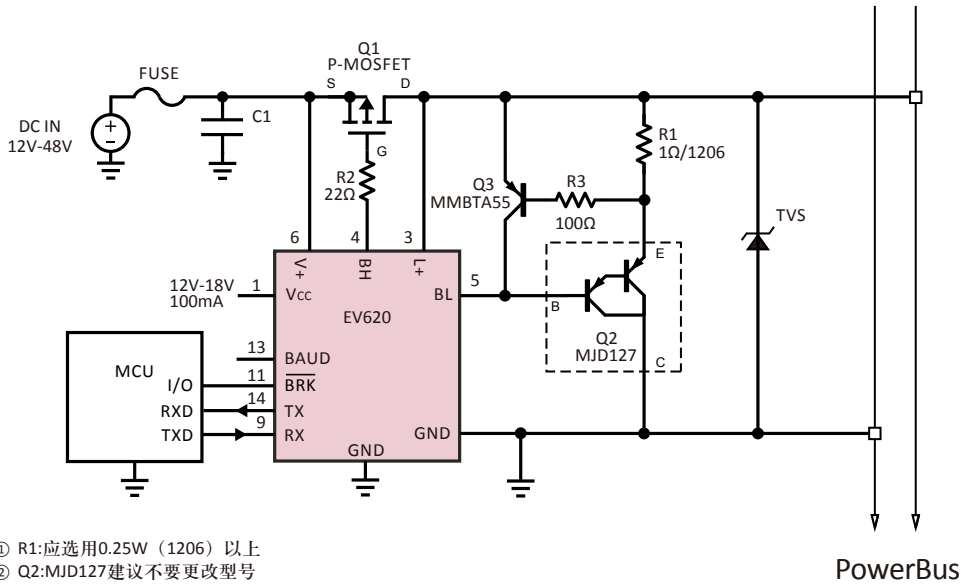 Q1
P-MOSFET
FUSE
S
D
C1
DC IN
12V-48V
+
−
G
R2
22Ω
R1
1Ω/1206
Q3
MMBTA55
R3
100Ω
TVS
6
4
3
V+
BH
L+
E
12V-18V
100mA
1
Vcc
BL
5
B
EV620
Q2
MJD127
C
13
BAUD
MCU
I/O
11
BRK
RXD
14
TX
TXD
9
RX
GND
GND
① R1:应选用0.25W（1206）以上
② Q2:MJD127建议不要更改型号
PowerBus